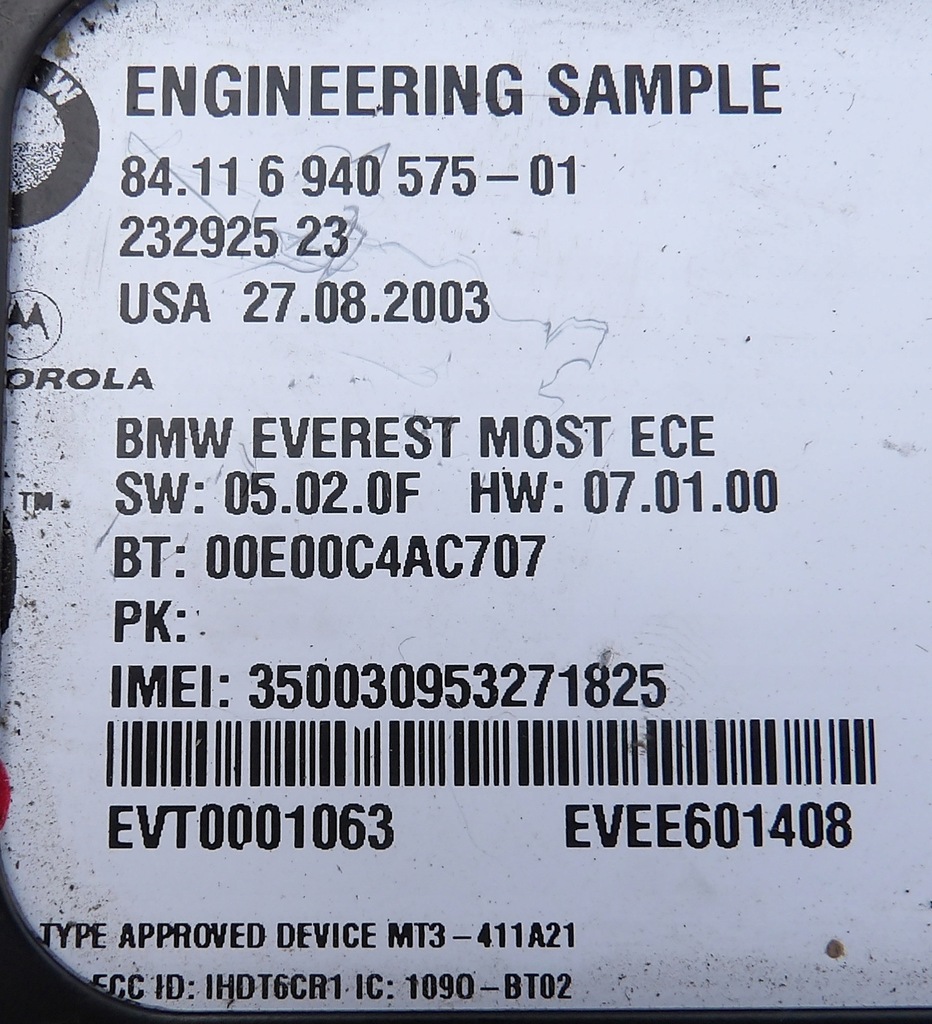 W
ENGINEERING SAMPLE
84.11 6 940 575-01
232925 23
USA 27.08.2003
OROLA
BMW EVEREST MOST ECE
TM
SW: 05.02.0F HW: 07.01.00
BT: 00E00C4AC707
PK:
IMEI: 350030953271825
EVT0001063 EVEE601408
TYPE APPROVED DEVICE MT3-411A21
FCC ID: IHDT6CR1 IC: 1090-BT02